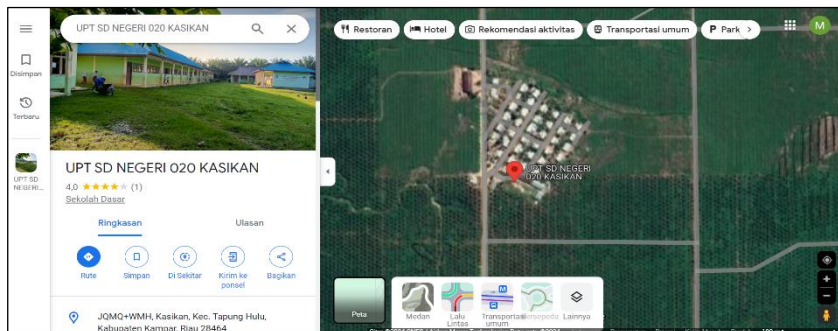 UPT SD NEGERI 020 KASIKAN
Disimpan
Terbaru
UPT SD
NEGERI...
UPT SD NEGERI 020 KASIKAN
4,0 ★★★★★ (1)
Sekolah Dasar
Ringkasan
Ulasan
Rute
Simpan
Di Sekitar
Kirim ke
ponsel
Bagikan
JQMQ+WMH, Kasikan, Kec. Tapung Hulu,
Kabupaten Kampar, Riau 28464
Restoran
Hotel
Rekomendasi aktivitas
Transportasi umum
P Park
M
UPT SD NEGERI
020 KASIKAN
Peta
Medan
Lalu
Lintas
Transportasi
umum
Bersepeda
Lainnya